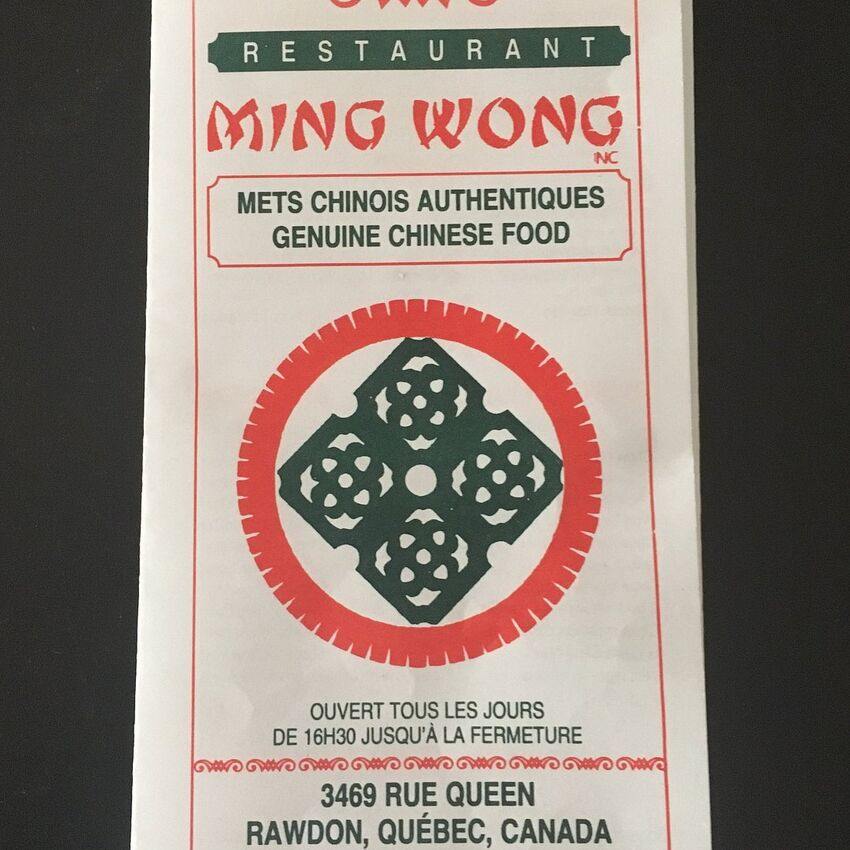 RESTAURANT
MING WONG
INC
METS CHINOIS AUTHENTIQUES
GENUINE CHINESE FOOD
OUVERT TOUS LES JOURS
DE 16H30 JUSQU'À LA FERMETURE
3469 RUE QUEEN
RAWDON, QUÉBEC, CANADA